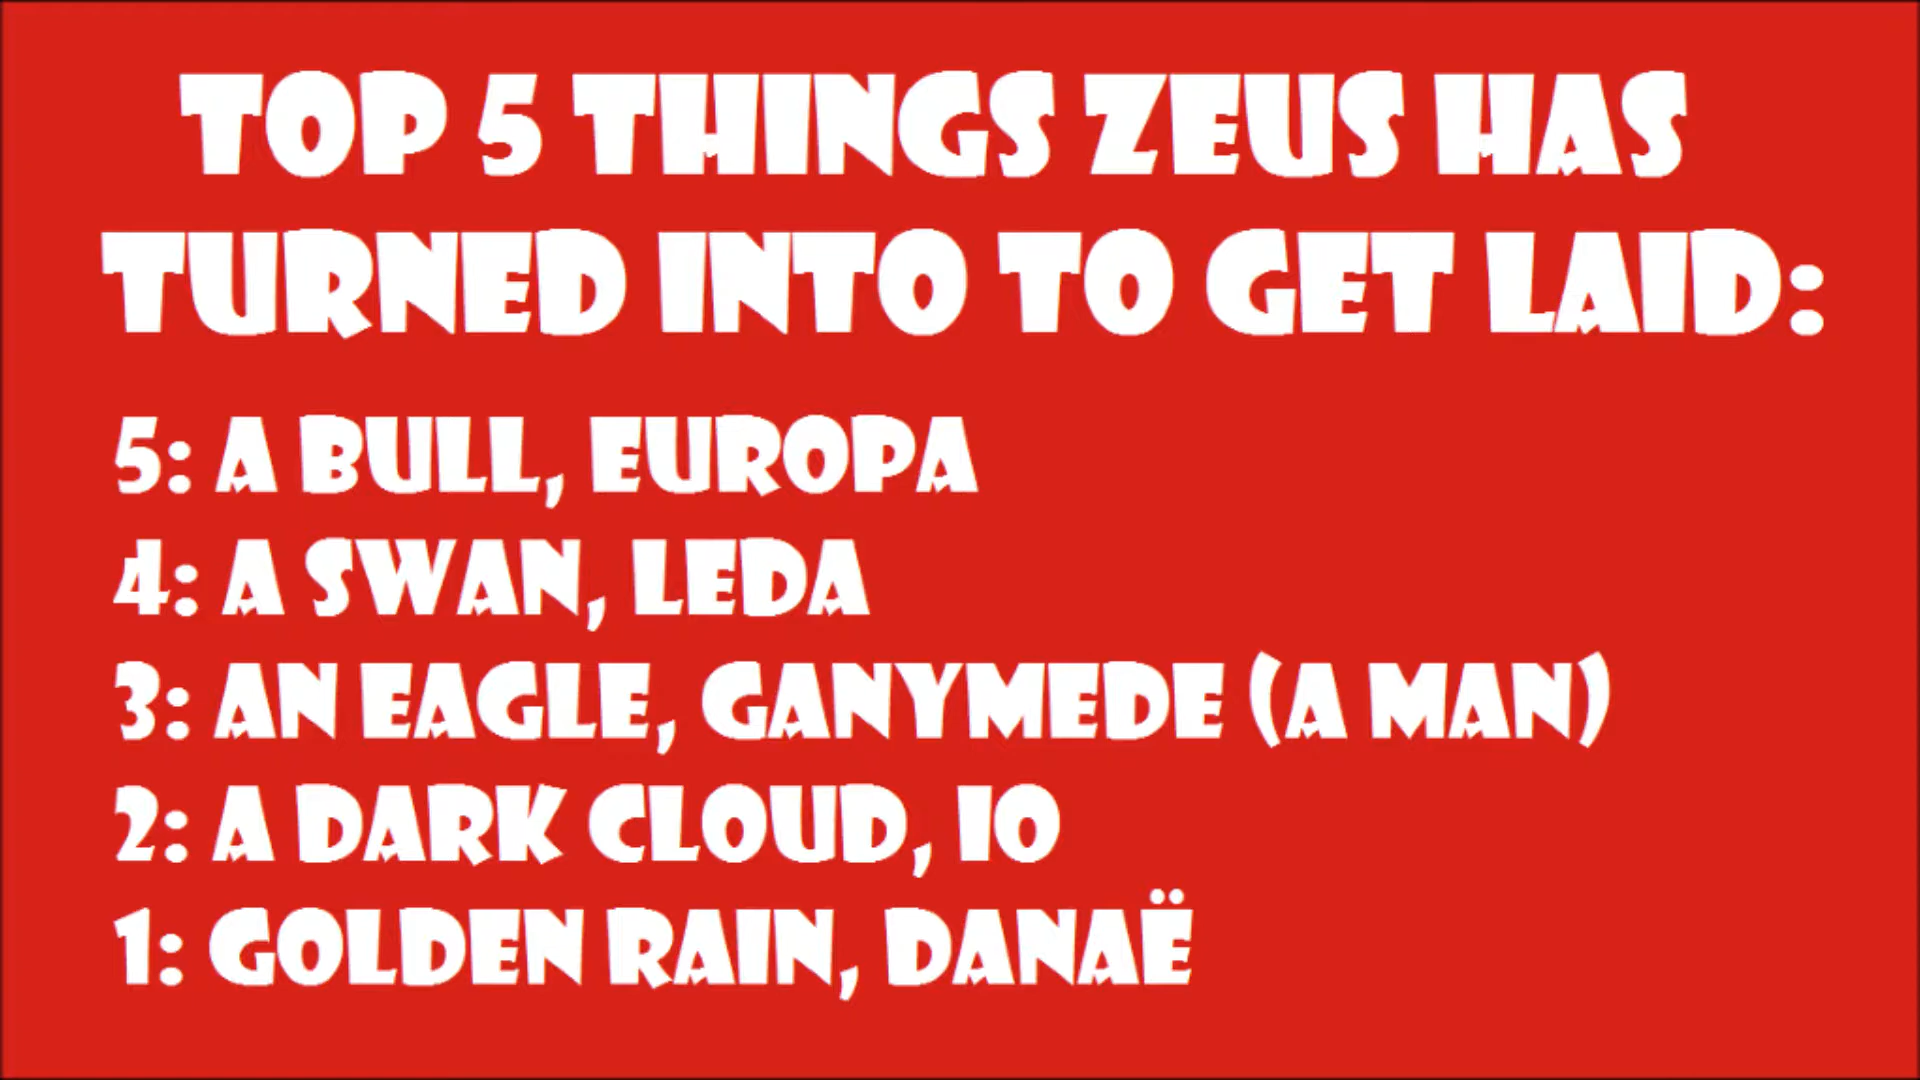 TOP 5 THINGS ZEUS HAS
TURNED INTO TO GET LAID:
5: A BULL, EUROPA
4: A SWAN, LEDA
3: AN EAGLE, GANYMEDE (A MAN)
2: A DARK CLOUD, IO
1: GOLDEN RAIN, DANAË